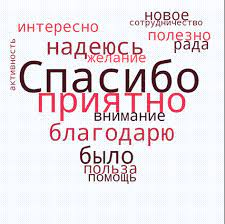 новое
сотрудничество
интересно
полезно
надеюсь
рада
желание
активность
Спасибо
приятно
внимание
благодарю
было
польза
помощь